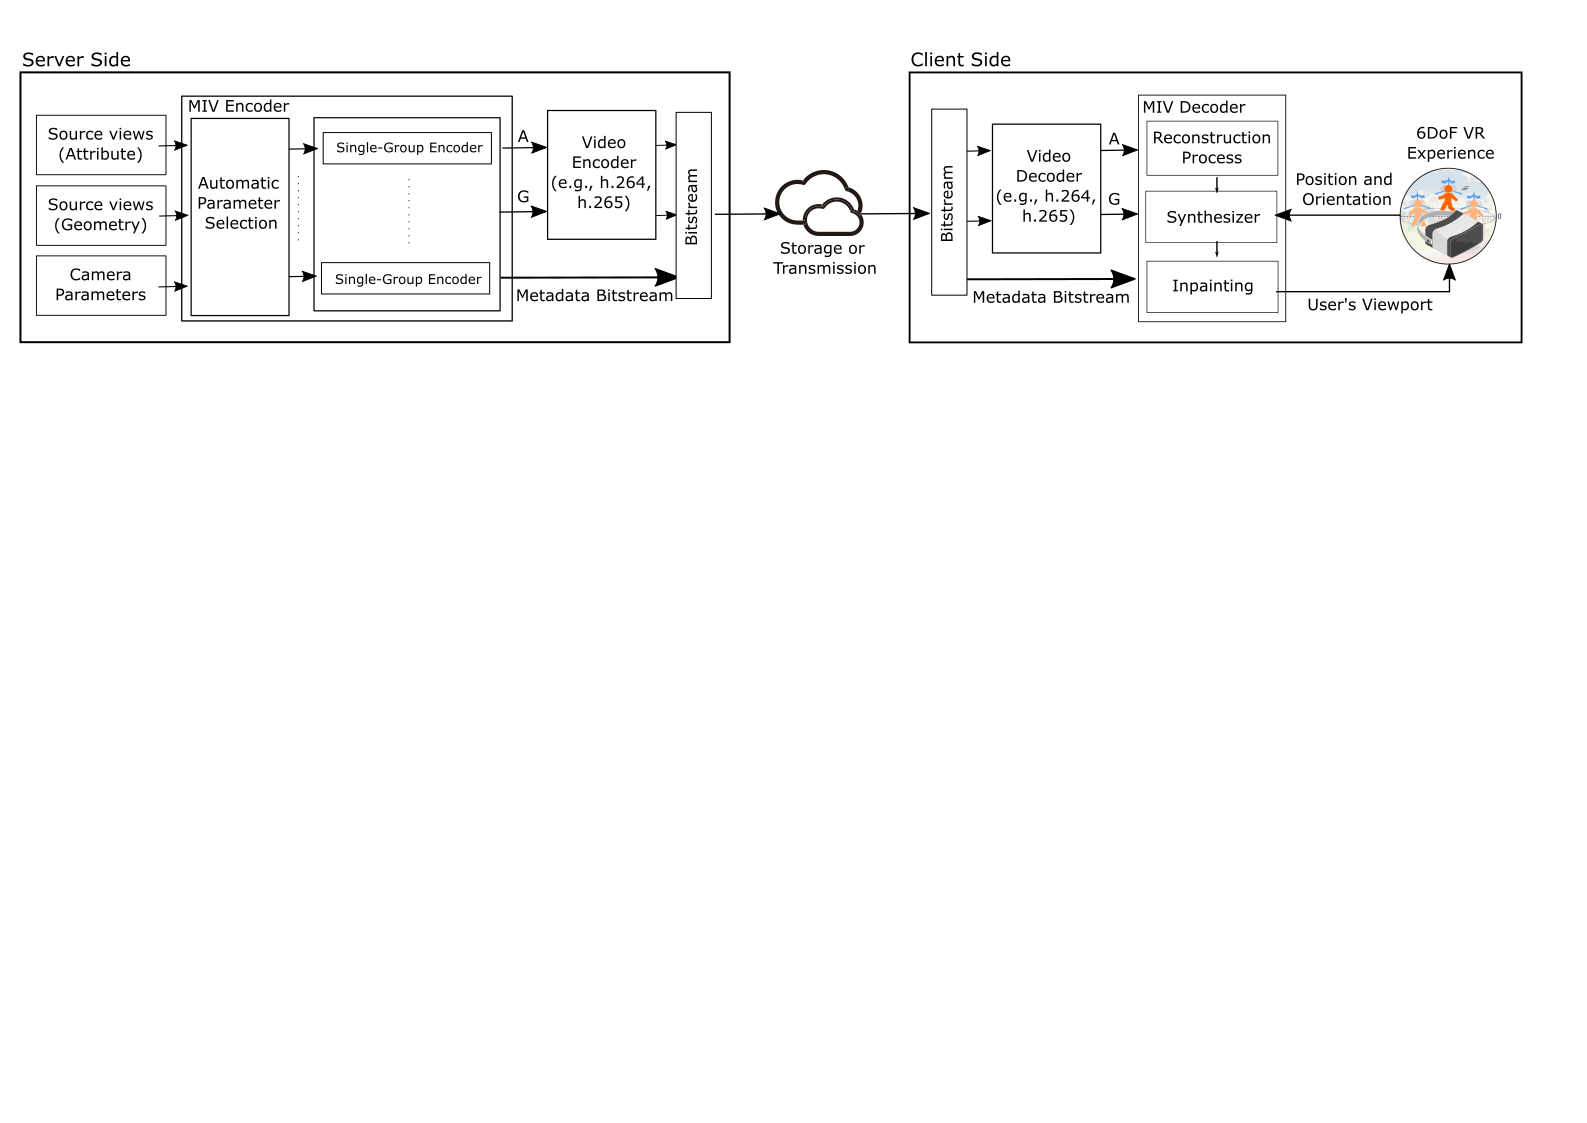 Server Side
Source views
(Attribute)
Source views
(Geometry)
Camera
Parameters
MIV Encoder
Automatic
Parameter
Selection
Single-Group Encoder
Single-Group Encoder
A
G
Video
Encoder
(e.g., h.264,
h.265)
Metadata Bitstream
Bitstream
Storage or
Transmission
Client Side
Bitstream
Video
Decoder
(e.g., h.264,
h.265)
Metadata Bitstream
A
G
MIV Decoder
Reconstruction
Process
Synthesizer
Inpainting
Position and
Orientation
User's Viewport
6DoF VR
Experience
0